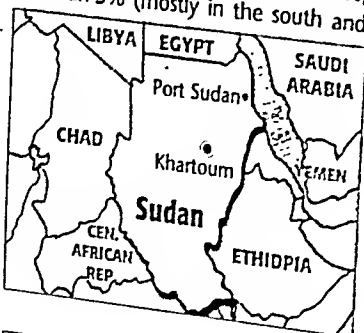 5% (mostly in the south and
LIBYA
EGYPT
SAUDI
ARABIA
Port Sudan
CHAD
Khartoum
YEMEN
Sudan
CEN.
AFRICAN
REP.
ETHIOPIA